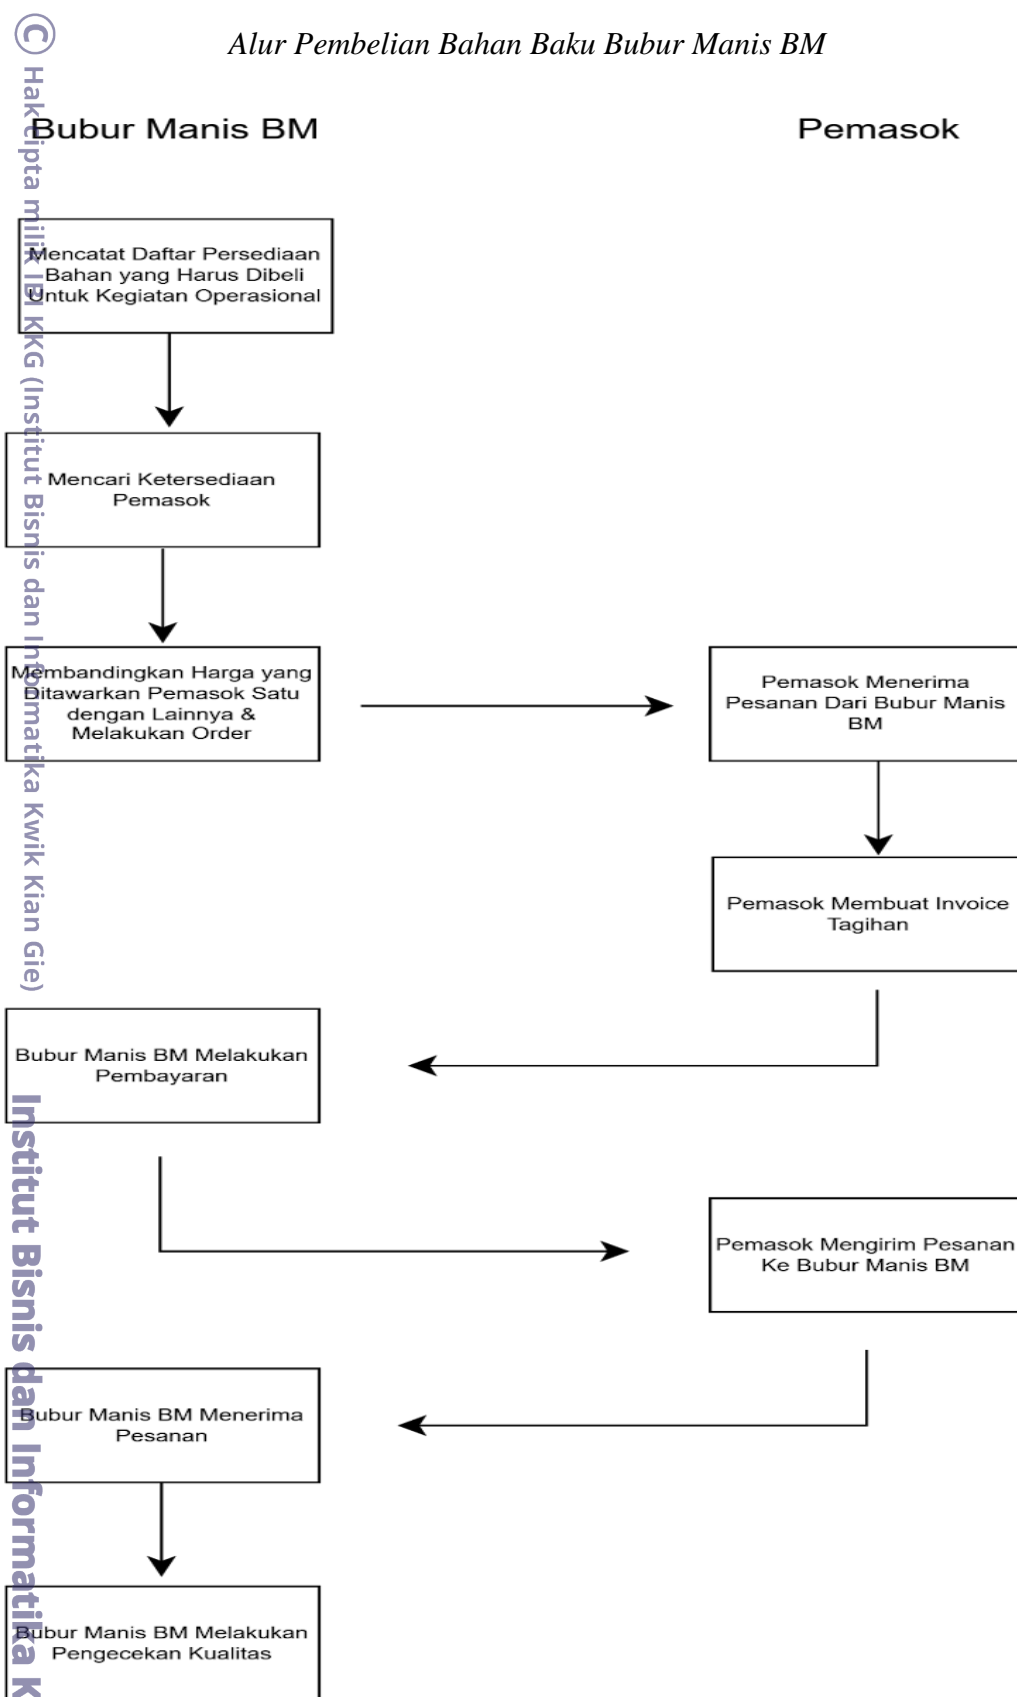 Alur Pembelian Bahan Baku Bubur Manis BM
Bubur Manis BM
Pemasok
Mencatat Daftar Persediaan
Bahan yang Harus Dibeli
Untuk Kegiatan Operasional
Mencari Ketersediaan
Pemasok
Membandingkan Harga yang
Ditawarkan Pemasok Satu
dengan Lainnya &
Melakukan Order
Pemasok Menerima
Pesanan Dari Bubur Manis
BM
Pemasok Membuat Invoice
Tagihan
Bubur Manis BM Melakukan
Pembayaran
Pemasok Mengirim Pesanan
Ke Bubur Manis BM
Bubur Manis BM Menerima
Pesanan
Bubur Manis BM Melakukan
Pengecekan Kualitas
© Hak cipta milik IBI KKG (Institut Bisnis dan Informatika Kwik Kian Gie)
Institut Bisnis dan Informatika K